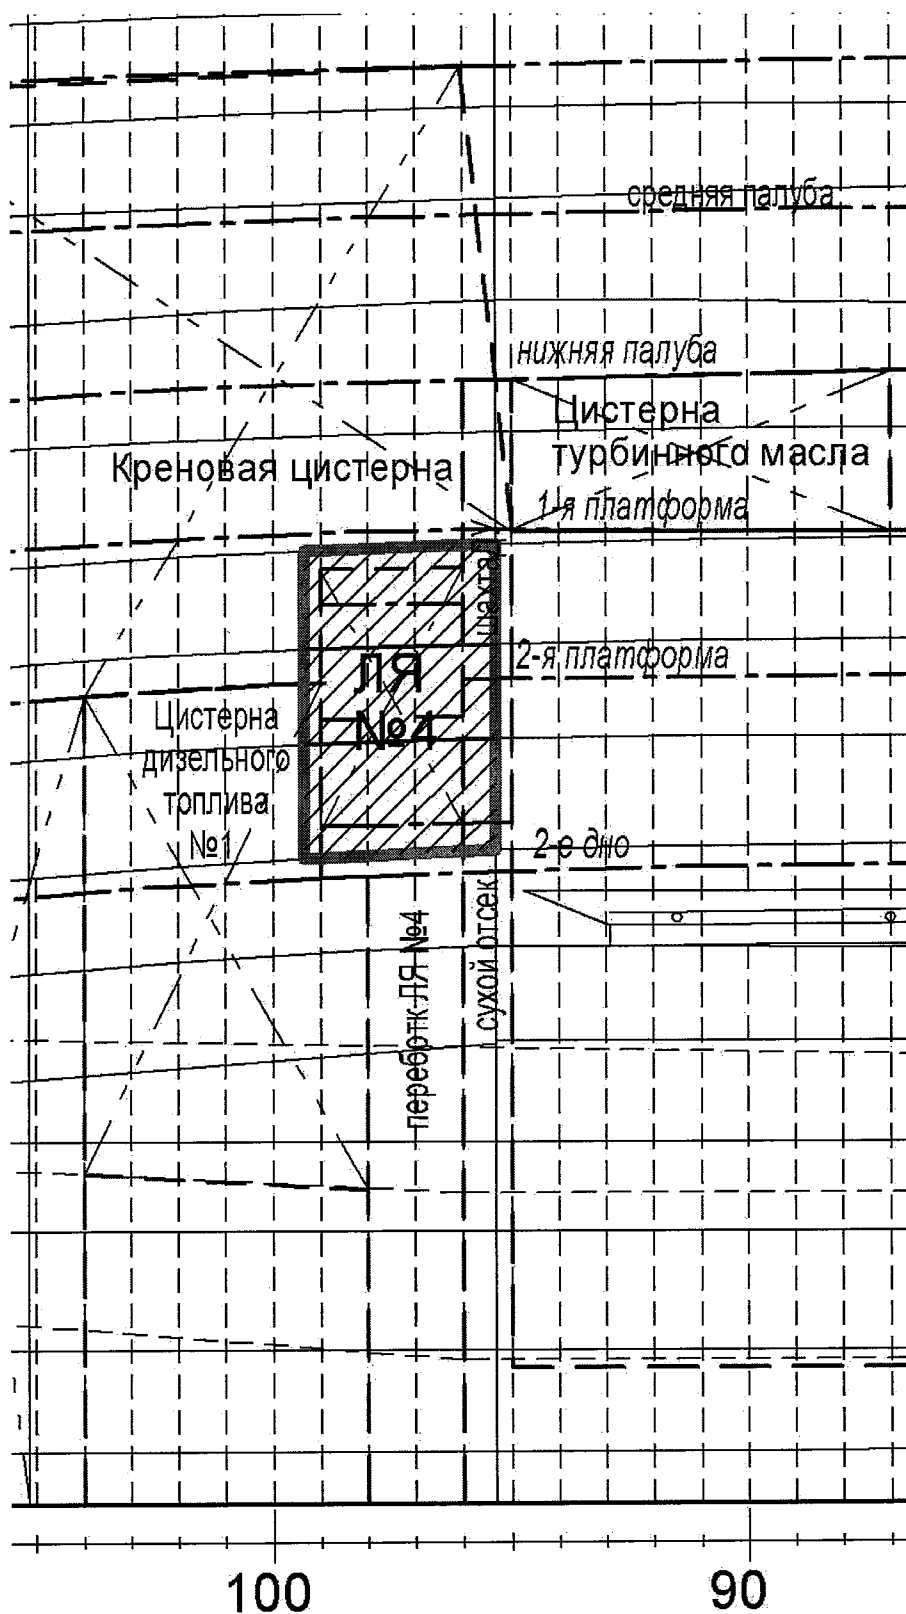 средняя палуба
нижняя палуба
Цистерна
турбинного масла
Креновая цистерна
1-я платформа
шахта
2-я платформа
ЛЯ
№4
Цистерна
дизельного
топлива
№1
2-е дно
переботк ЛЯ №4
сухой отсек
100
90